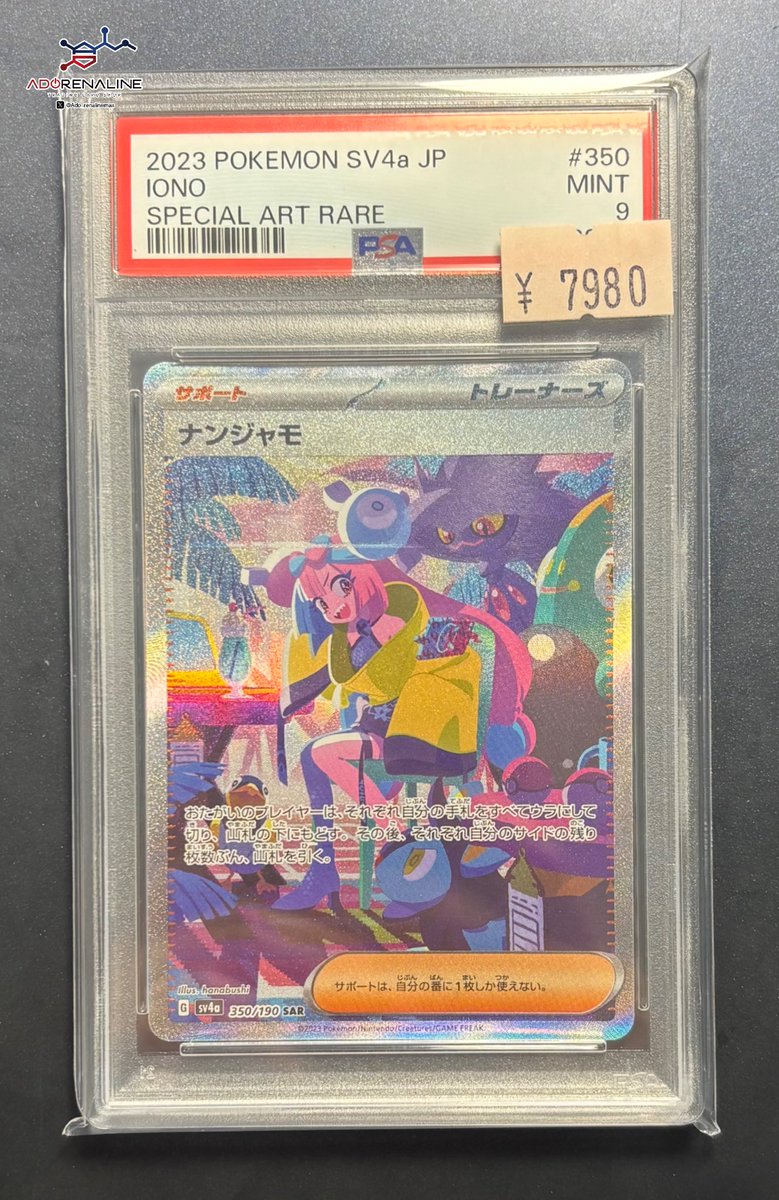 ADORENALINE
@Adorenalinemax
2023 POKEMON SV4a JP #350
IONO MINT
SPECIAL ART RARE 9
PSA
¥ 7980
サポート トレーナーズ
ナンジャモ
おたがいのプレイヤーは、それぞれ自分の手札をすべてウラにして
切り、山札の下にもどす。その後、それぞれ自分のサイドの残り
枚数ぶん、山札を引く。
サポートは、自分の番に1枚しか使えない。
Illus. hanabushi
G sv4a 350/190 SAR
©2023 Pokémon/Nintendo/Creatures/GAME FREAK.